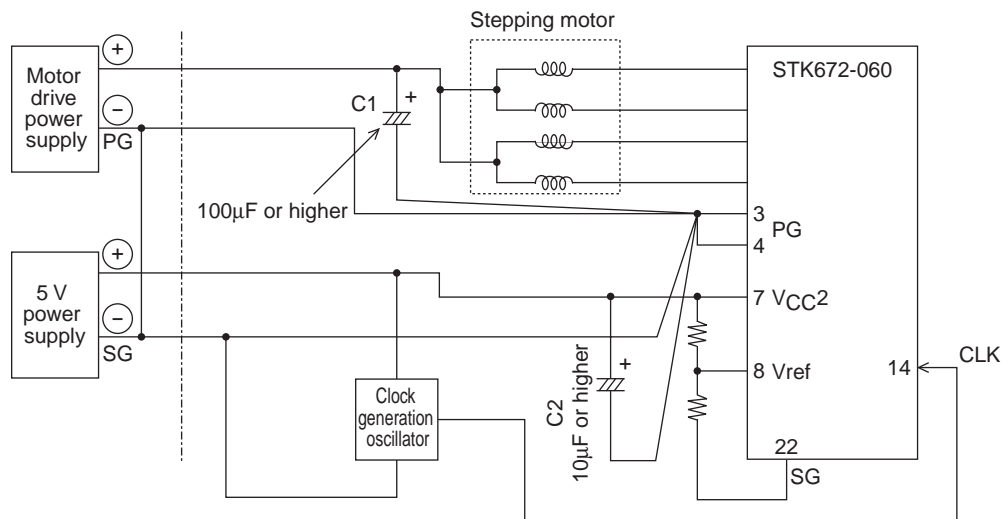 Stepping motor
STK672-060
+
Motor
drive
power
supply
−
PG
C1
+
100µF or higher
3
PG
4
+
5 V
power
supply
−
SG
7 VCC2
C2
10µF or higher
+
8 Vref
14
CLK
Clock
generation
oscillator
22
SG